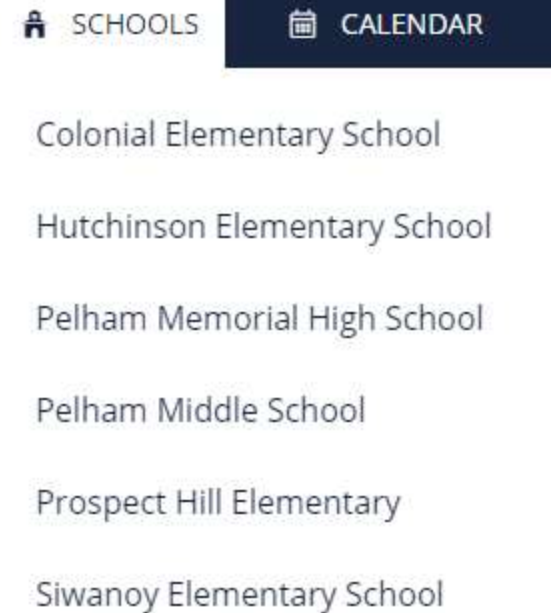 SCHOOLS CALENDAR
Colonial Elementary School
Hutchinson Elementary School
Pelham Memorial High School
Pelham Middle School
Prospect Hill Elementary
Siwanoy Elementary School